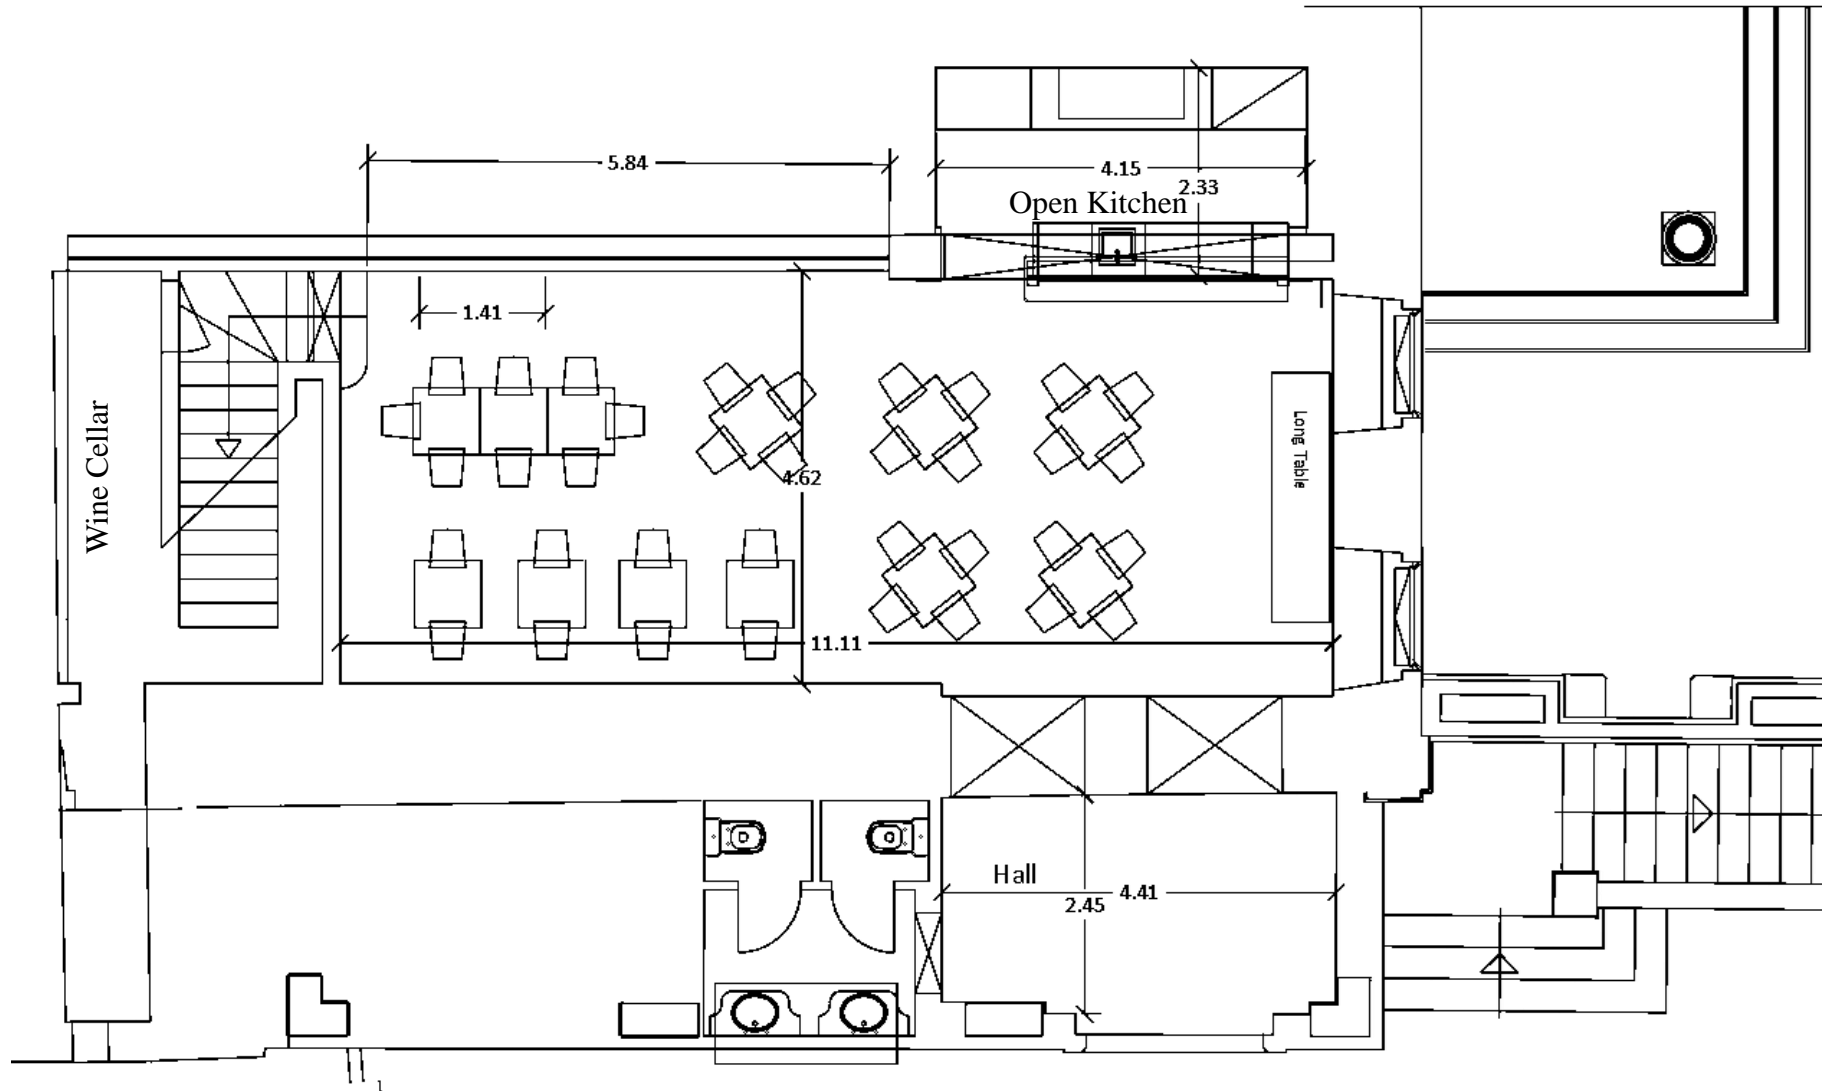 5.84
4.15
2.33
Open Kitchen
1.41
Wine Cellar
Long Table
4.62
11.11
Hall
4.41
2.45